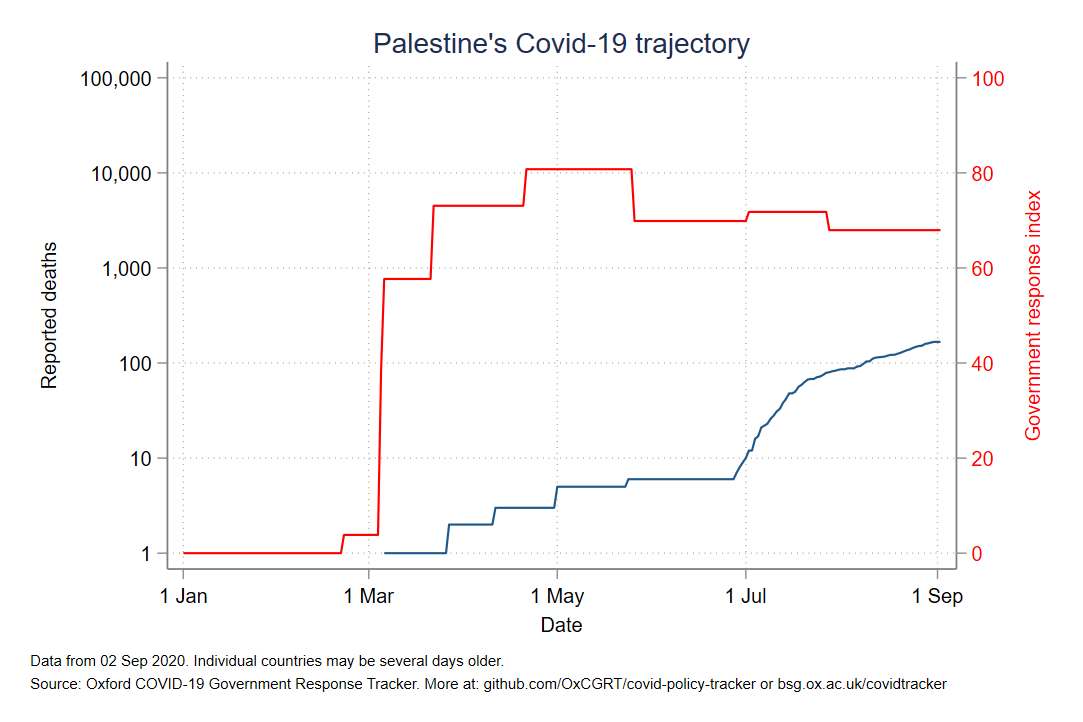 Palestine's Covid-19 trajectory
100,000
10,000
1,000
100
10
1
Reported deaths
100
80
60
40
20
0
Government response index
1 Jan 1 Mar 1 May 1 Jul 1 Sep
Date
Data from 02 Sep 2020. Individual countries may be several days older.
Source: Oxford COVID-19 Government Response Tracker. More at: github.com/OxCGRT/covid-policy-tracker or bsg.ox.ac.uk/covidtracker